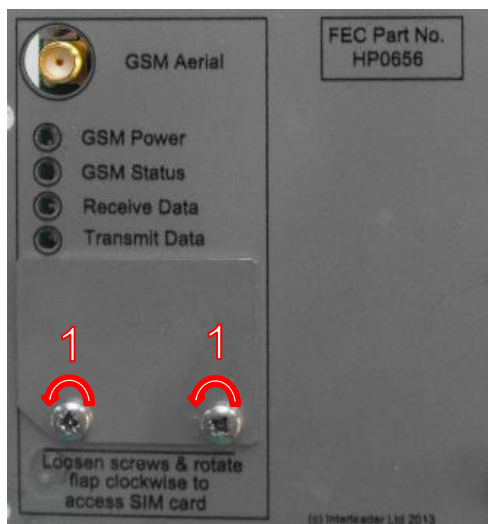 GSM Aerial
FEC Part No.
HP0656
GSM Power
GSM Status
Receive Data
Transmit Data
1 1
Loosen screws & rotate
flap clockwise to
access SIM card
(c) Interleader Ltd 2013